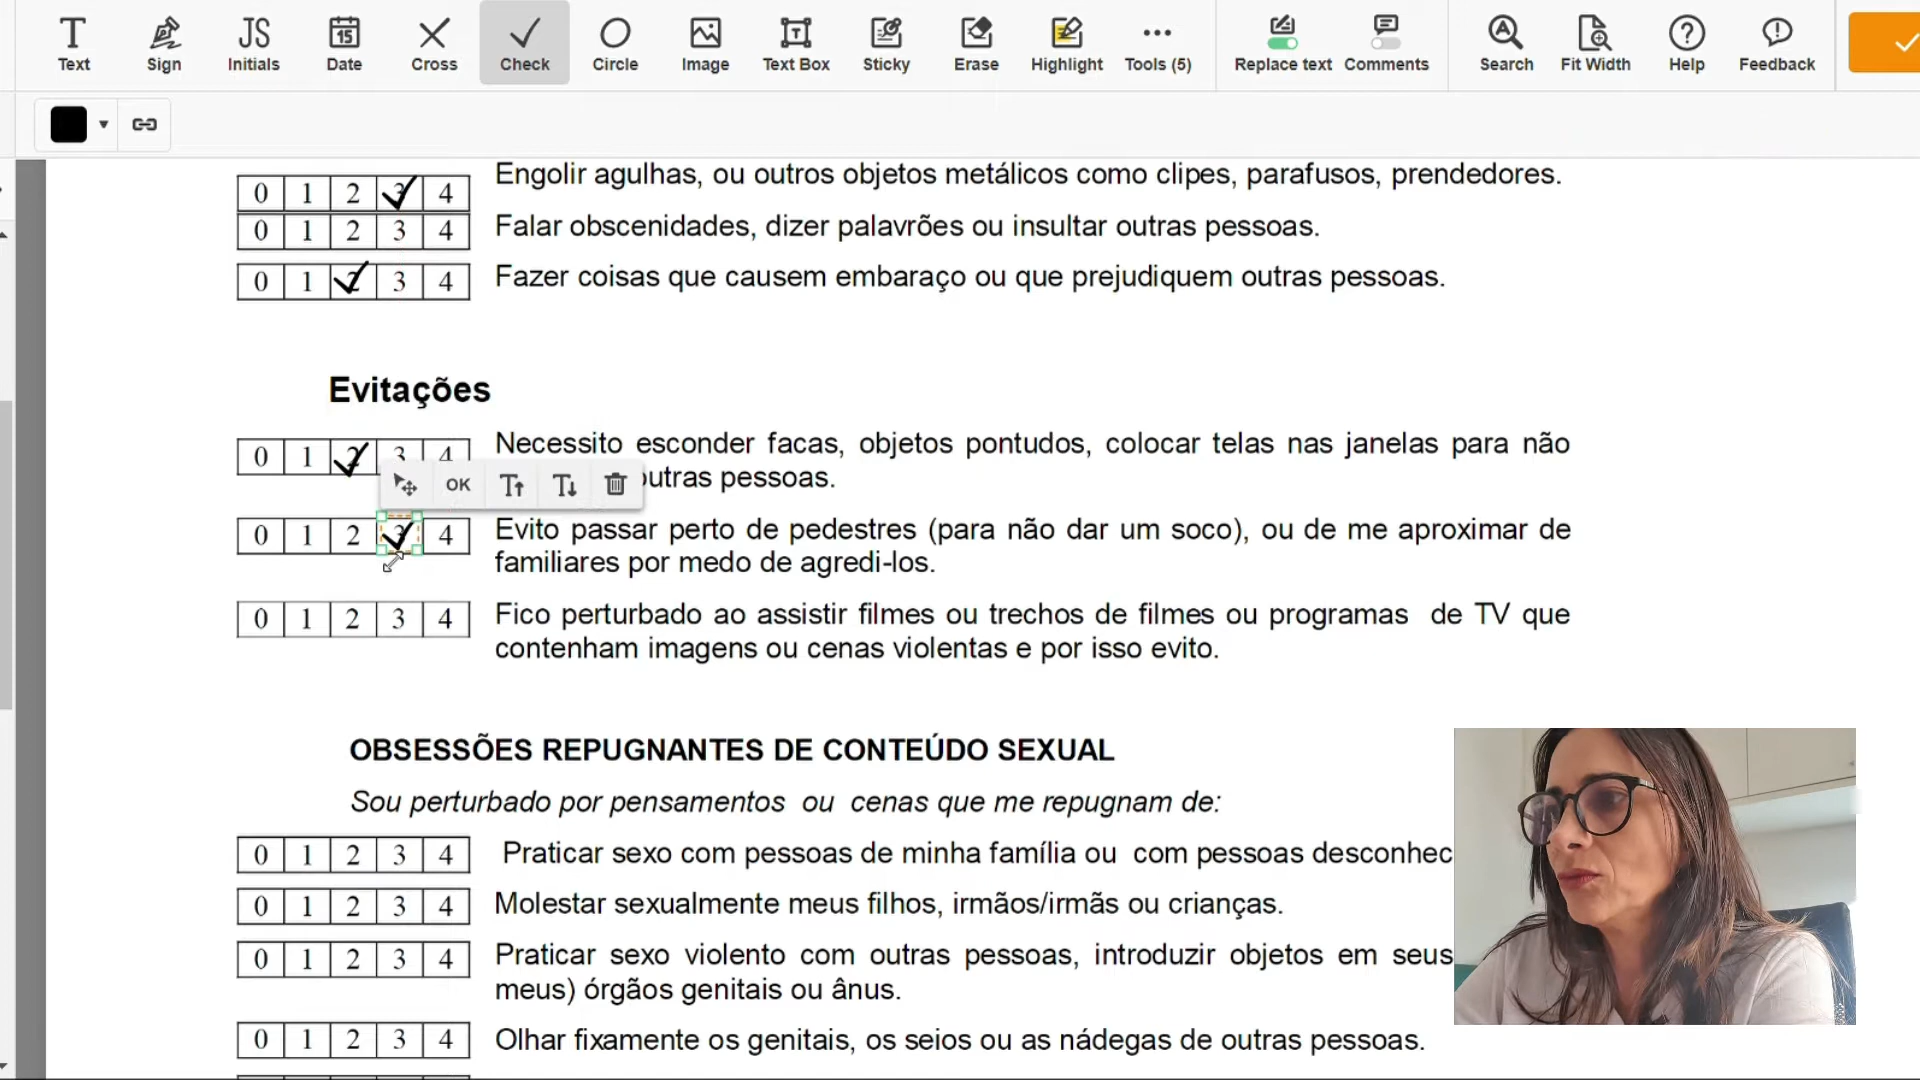 Text Sign Initials Date Cross Check Circle Image Text Box Sticky Erase Highlight Tools (5) Replace text Comments Search Fit Width Help Feedback
0 1 2 3 4 Engolir agulhas, ou outros objetos metálicos como clipes, parafusos, prendedores.
0 1 2 3 4 Falar obscenidades, dizer palavrões ou insultar outras pessoas.
0 1 2 3 4 Fazer coisas que causem embaraço ou que prejudiquem outras pessoas.
Evitações
0 1 2 3 4 Necessito esconder facas, objetos pontudos, colocar telas nas janelas para não
OK outras pessoas.
0 1 2 3 4 Evito passar perto de pedestres (para não dar um soco), ou de me aproximar de
familiares por medo de agredi-los.
0 1 2 3 4 Fico perturbado ao assistir filmes ou trechos de filmes ou programas de TV que
contenham imagens ou cenas violentas e por isso evito.
OBSESSÕES REPUGNANTES DE CONTEÚDO SEXUAL
Sou perturbado por pensamentos ou cenas que me repugnam de:
0 1 2 3 4 Praticar sexo com pessoas de minha família ou com pessoas desconhec
0 1 2 3 4 Molestar sexualmente meus filhos, irmãos/irmãs ou crianças.
0 1 2 3 4 Praticar sexo violento com outras pessoas, introduzir objetos em seus
meus) órgãos genitais ou ânus.
0 1 2 3 4 Olhar fixamente os genitais, os seios ou as nádegas de outras pessoas.